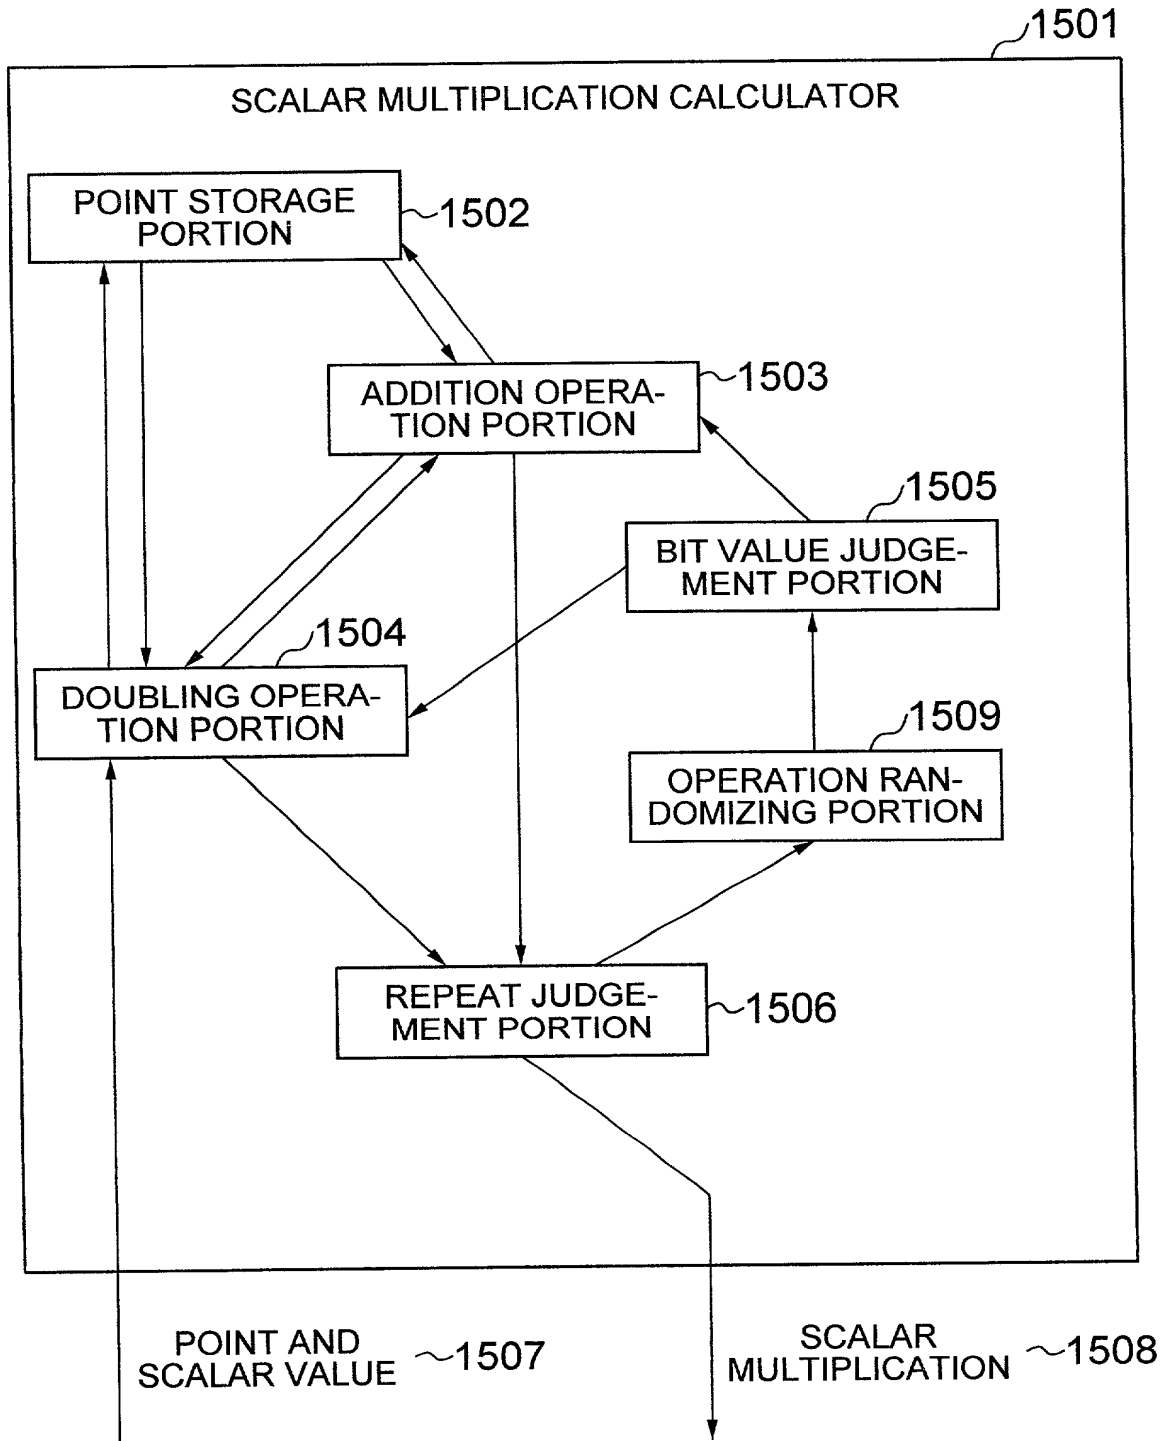 1501
SCALAR MULTIPLICATION CALCULATOR
POINT STORAGE
PORTION
1502
ADDITION OPERA-
TION PORTION
1503
1505
BIT VALUE JUDGE-
MENT PORTION
1504
DOUBLING OPERA-
TION PORTION
1509
OPERATION RAN-
DOMIZING PORTION
REPEAT JUDGE-
MENT PORTION
1506
POINT AND
SCALAR VALUE
1507
SCALAR
MULTIPLICATION
1508